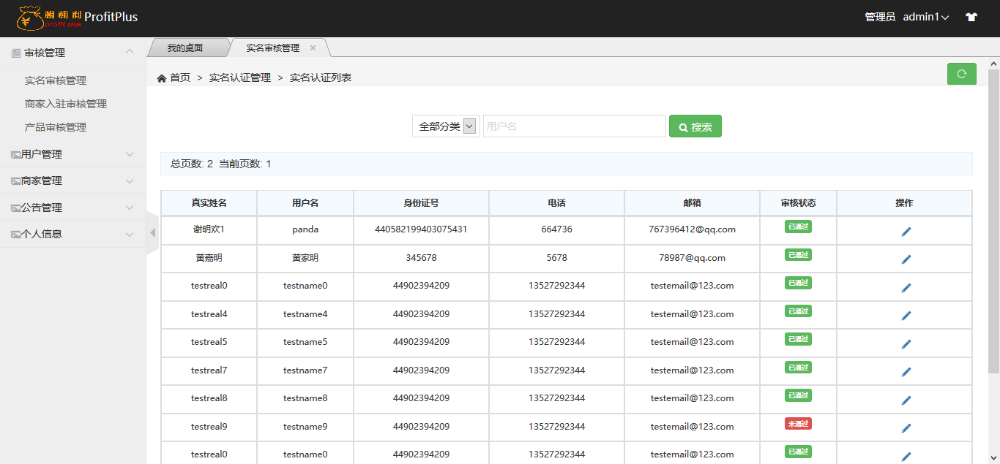 朝朝利 ProfitPlus
profit plus
管理员 admin1
审核管理
实名审核管理
商家入驻审核管理
产品审核管理
用户管理
商家管理
公告管理
个人信息
我的桌面 实名审核管理 ×
首页 > 实名认证管理 > 实名认证列表
全部分类 用户名 搜索
总页数: 2 当前页数: 1
真实姓名 用户名 身份证号 电话 邮箱 审核状态 操作
谢明欢1 panda 440582199403075431 664736 767396412@qq.com 已通过
黄嘉明 黄家明 345678 5678 78987@qq.com 已通过
testreal0 testname0 44902394209 13527292344 testemail@123.com 已通过
testreal4 testname4 44902394209 13527292344 testemail@123.com 已通过
testreal5 testname5 44902394209 13527292344 testemail@123.com 已通过
testreal7 testname7 44902394209 13527292344 testemail@123.com 已通过
testreal8 testname8 44902394209 13527292344 testemail@123.com 已通过
testreal9 testname9 44902394209 13527292344 testemail@123.com 未通过
testreal0 testname0 44902394209 13527292344 testemail@123.com 已通过